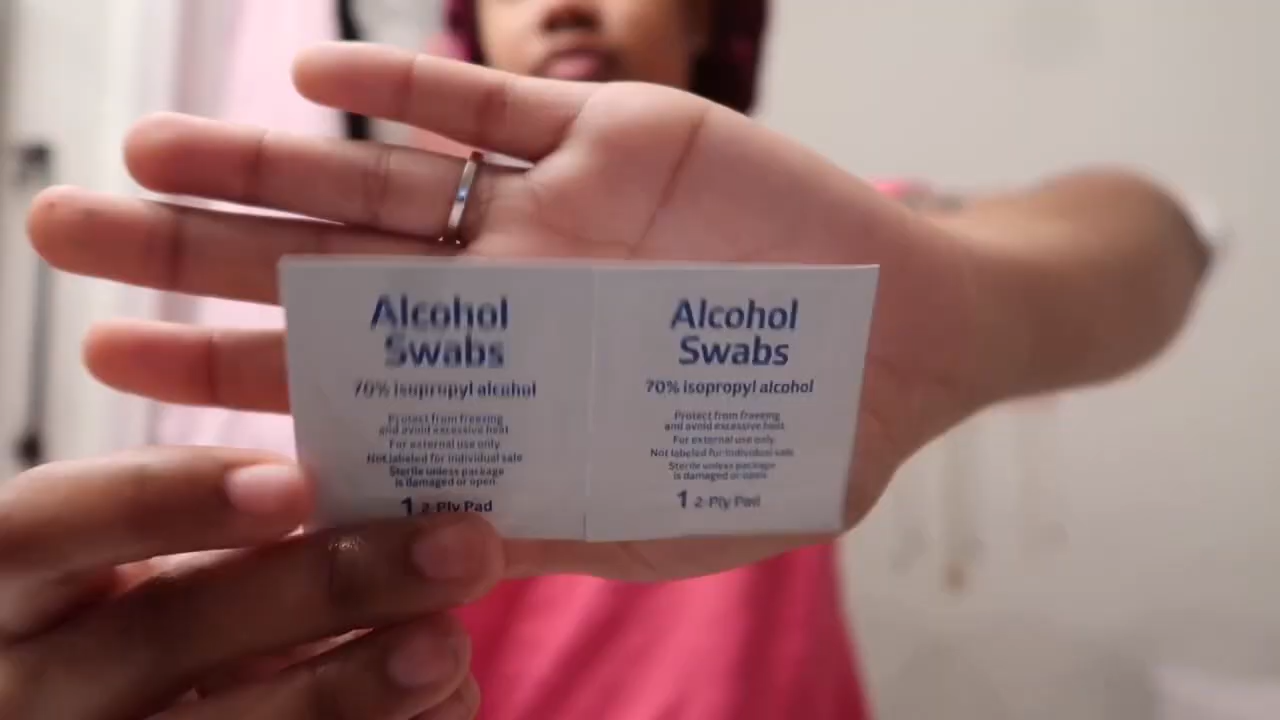 Alcohol
Swabs
70% isopropyl alcohol
Protect from freezing
and avoid excessive heat
For external use only
Not labeled for individual sale
Sterile unless package
is damaged or open.
1 2-Ply Pad
Alcohol
Swabs
70% isopropyl alcohol
Protect from freezing
and avoid excessive heat
For external use only
Not labeled for individual sale
Sterile unless package
is damaged or open.
1 2-Ply Pad